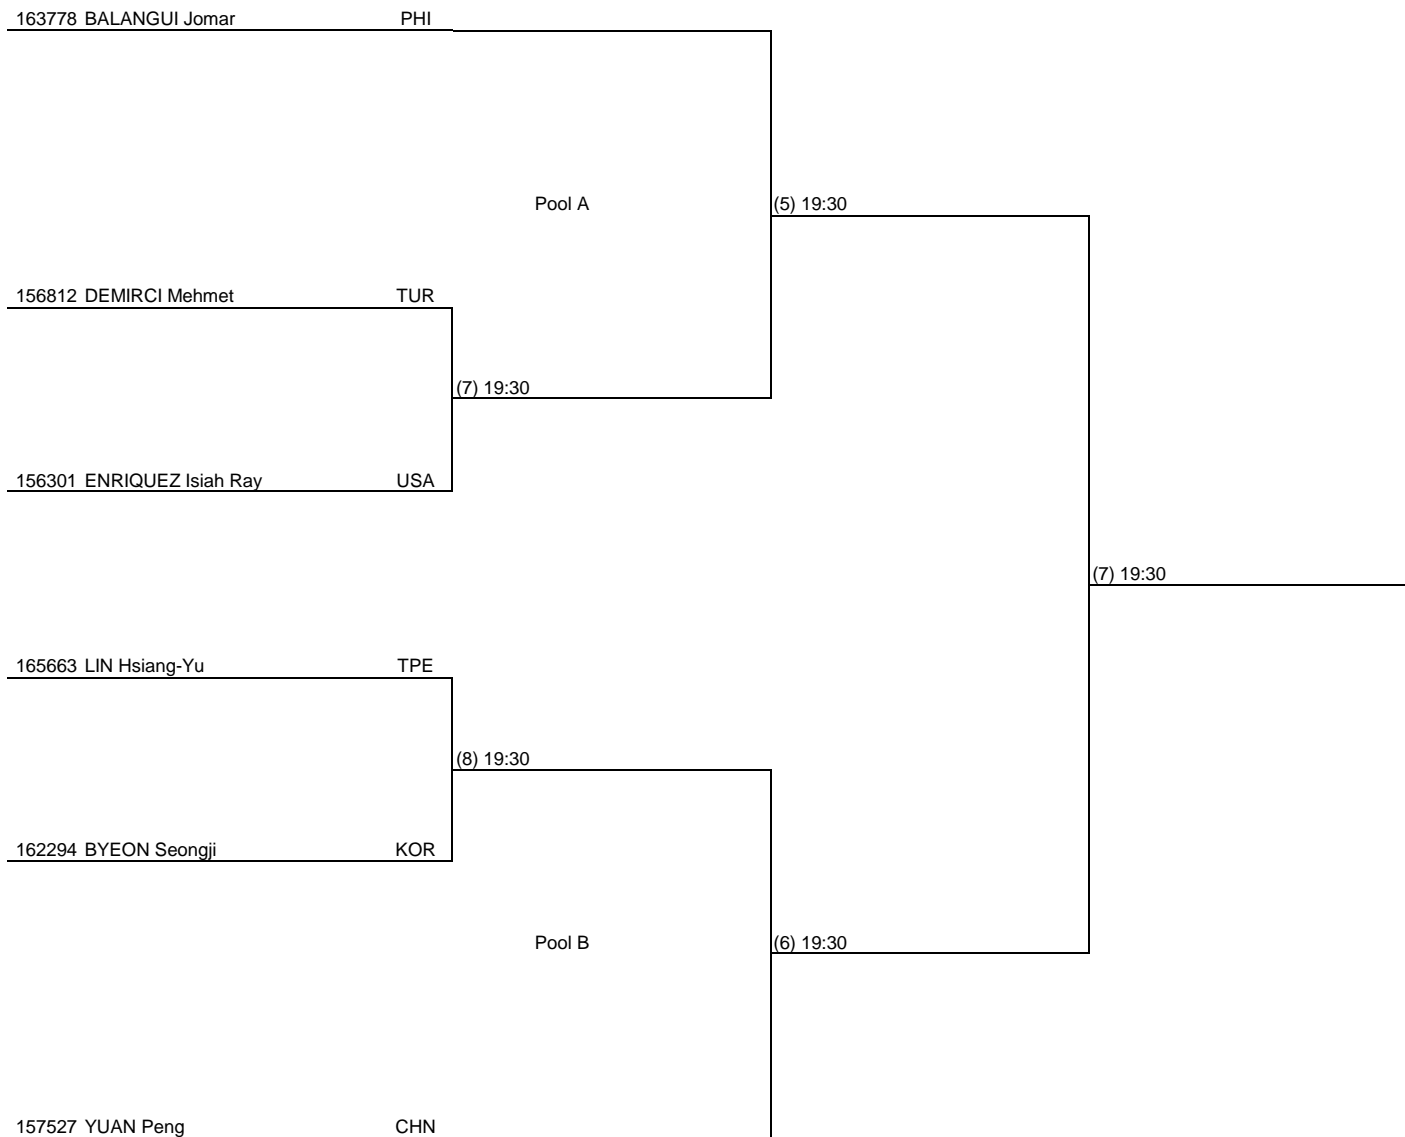 163778 BALANGUI Jomar PHI
Pool A
(5) 19:30
156812 DEMIRCI Mehmet TUR
(7) 19:30
156301 ENRIQUEZ Isiah Ray USA
(7) 19:30
165663 LIN Hsiang-Yu TPE
(8) 19:30
162294 BYEON Seongji KOR
Pool B
(6) 19:30
157527 YUAN Peng CHN